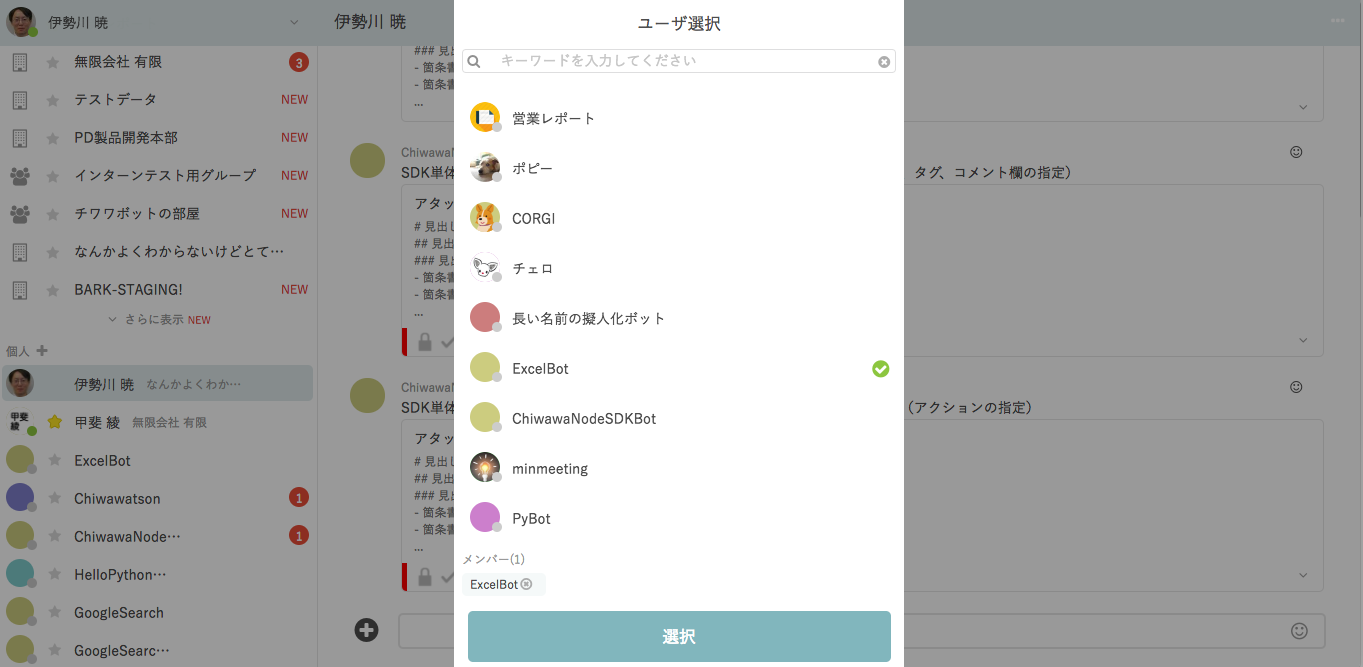 伊勢川 暁
無限会社 有限
3
テストデータ
NEW
PD製品開発本部
NEW
インターンテスト用グループ
NEW
チワワボットの部屋
NEW
なんかよくわからないけどとて…
BARK-STAGING!
NEW
さらに表示 NEW
個人
伊勢川 暁 なんかよくわか…
甲斐 綾
甲斐 綾 無限会社 有限
ExcelBot
Chiwawatson
1
ChiwawaNode…
1
HelloPython…
GoogleSearch
GoogleSearc…
伊勢川 暁
### 見出
- 箇条書
- 箇条書
...
Chiwawa
SDK単体
タグ、コメント欄の指定）
アタッ
# 見出し
## 見出
### 見出
- 箇条書
- 箇条書
...
Chiwawa
SDK単体
（アクションの指定）
アタッ
# 見出し
## 見出
### 見出
- 箇条書
- 箇条書
...
ユーザ選択
キーワードを入力してください
営業レポート
ポピー
CORGI
チェロ
長い名前の擬人化ボット
ExcelBot
ChiwawaNodeSDKBot
minmeeting
PyBot
メンバー(1)
ExcelBot
選択